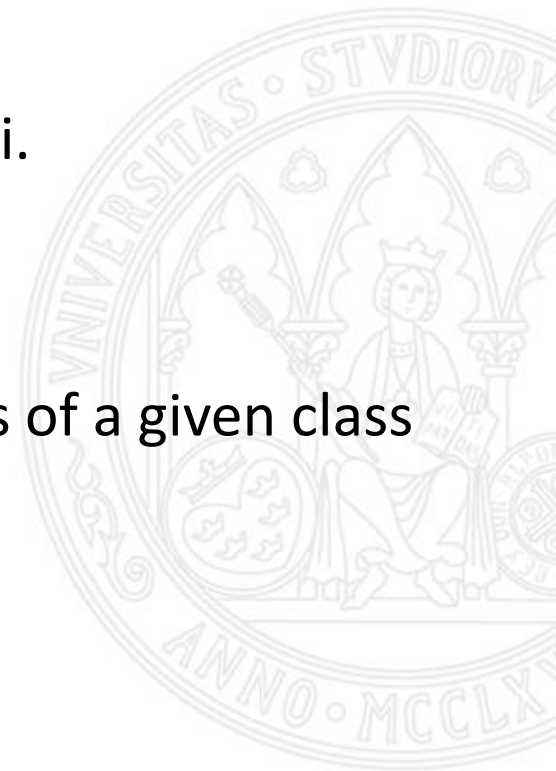 i.
s of a given class
VNIVERSITAS STVDIORV
ANNO MCCLX